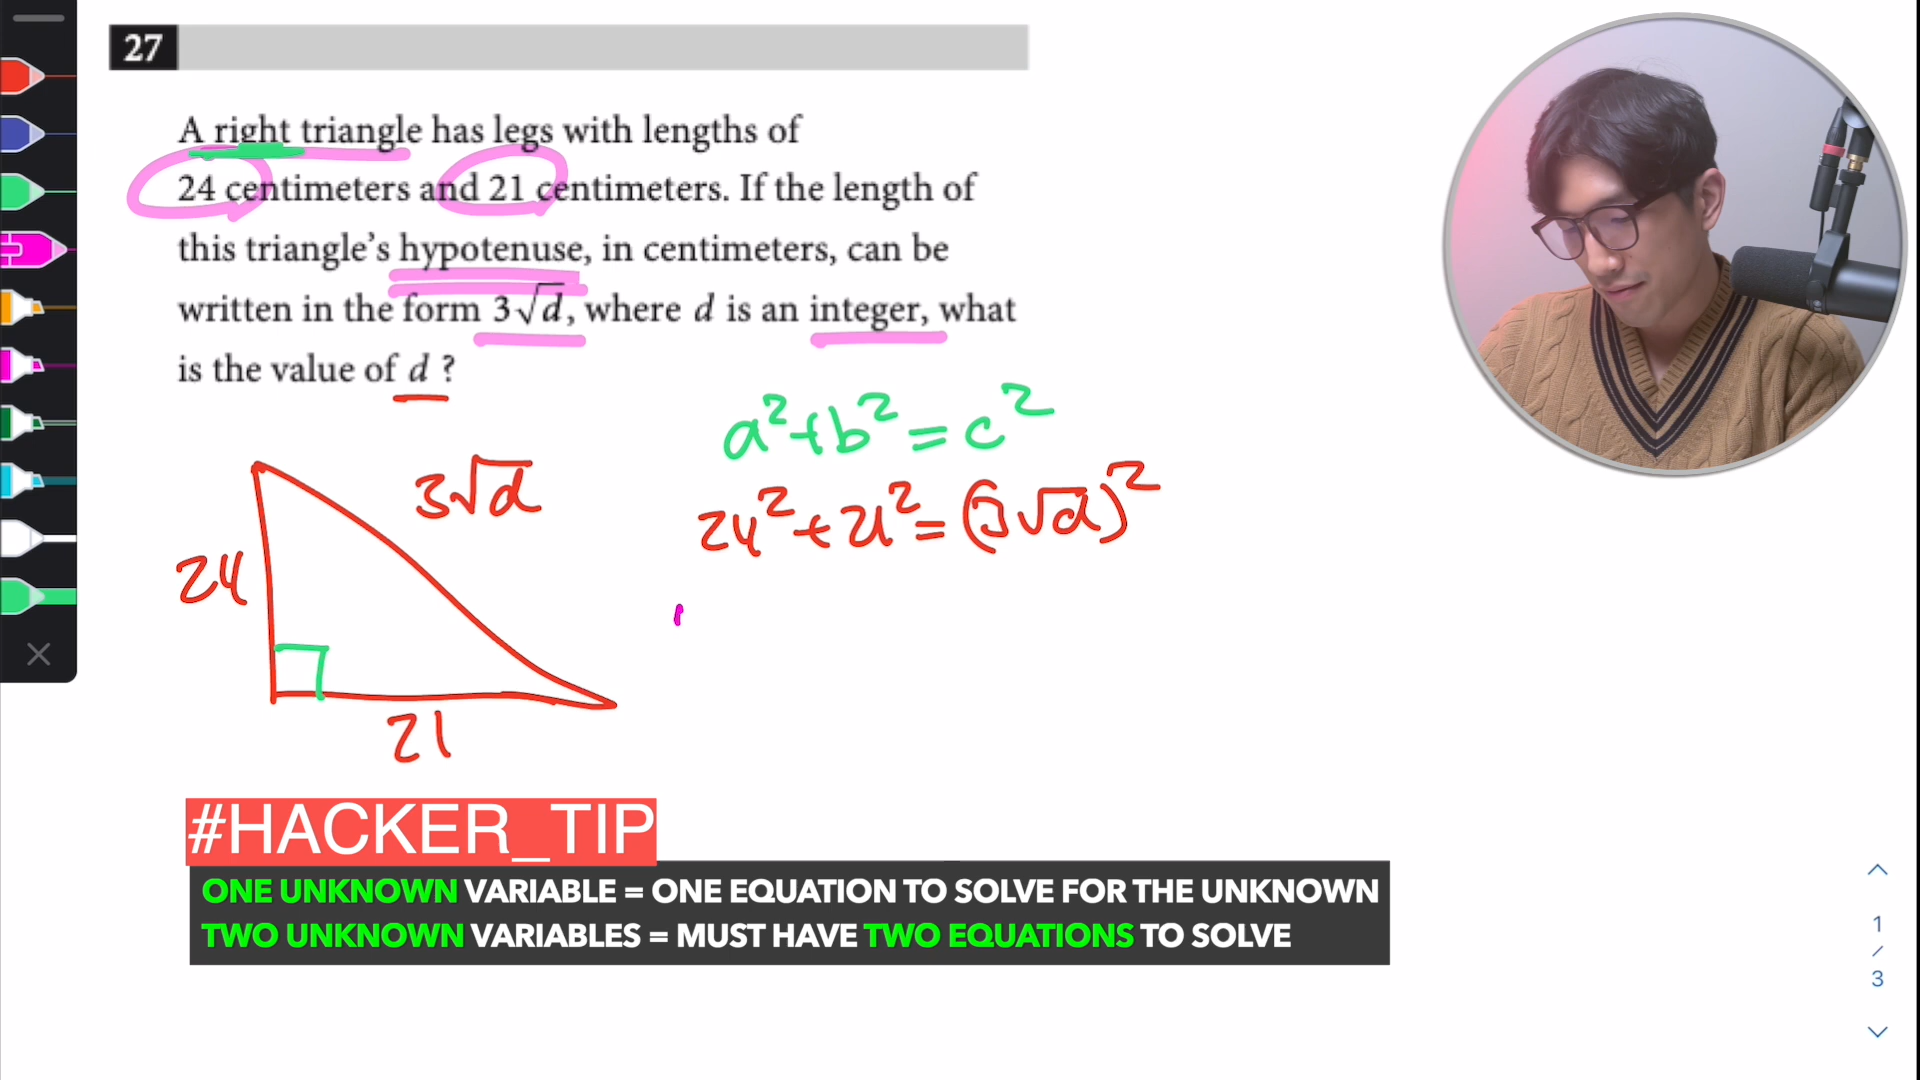 27
A right triangle has legs with lengths of
24 centimeters and 21 centimeters. If the length of
this triangle's hypotenuse, in centimeters, can be
written in the form 3√d, where d is an integer, what
is the value of d ?
a²+b²=c²
3√d
24²+21²=(3√d)²
24
21
#HACKER_TIP
ONE UNKNOWN VARIABLE = ONE EQUATION TO SOLVE FOR THE UNKNOWN
TWO UNKNOWN VARIABLES = MUST HAVE TWO EQUATIONS TO SOLVE
1
/
3